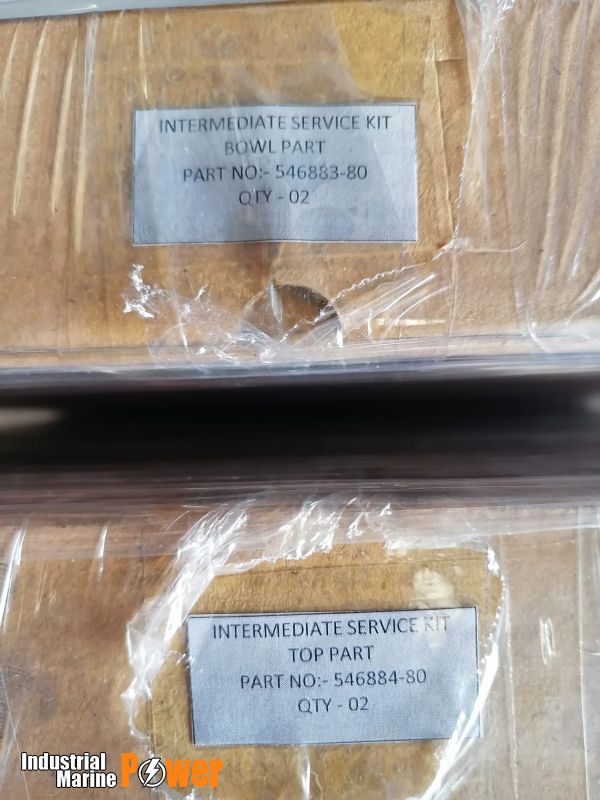 INTERMEDIATE SERVICE KIT
BOWL PART
PART NO:- 546883-80
QTY - 02
INTERMEDIATE SERVICE KIT
TOP PART
PART NO:- 546884-80
QTY - 02
Industrial
Marine Power